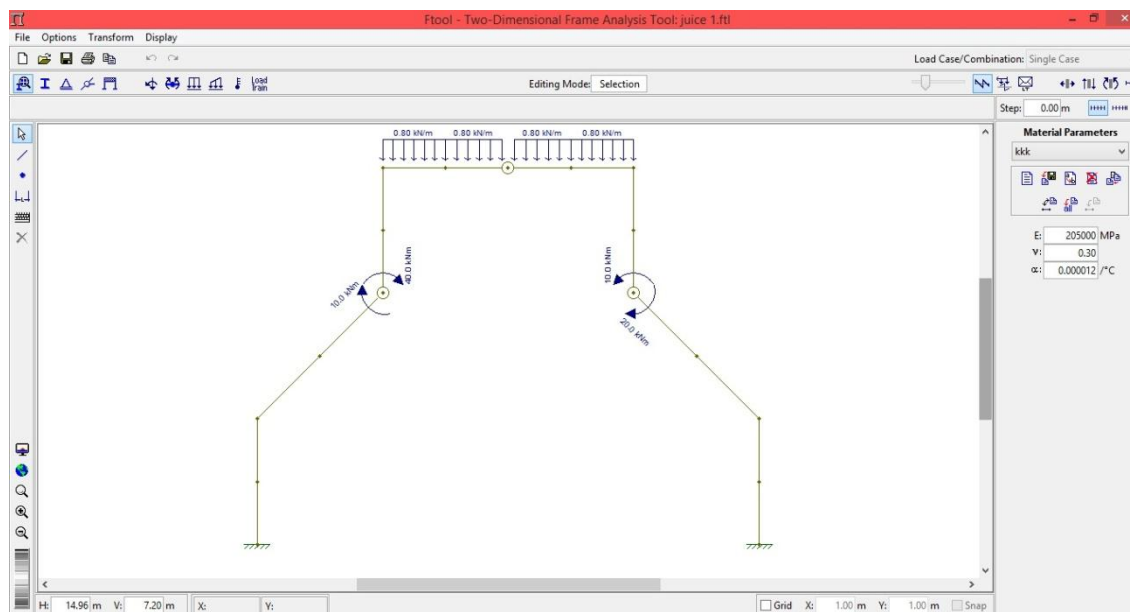 Ftool - Two-Dimensional Frame Analysis Tool: juice 1.ftl
File Options Transform Display
Load Case/Combination: Single Case
Load Train
Editing Mode: Selection
Step: 0.00 m
Material Parameters
kkk
E: 205000 MPa
ν: 0.30
α: 0.000012 /°C
0.80 kN/m 0.80 kN/m 0.80 kN/m 0.80 kN/m
10.0 kNm
40.0 kNm
10.0 kNm
20.0 kNm
H: 14.96 m V: 7.20 m X: Y:
Grid X: 1.00 m Y: 1.00 m Snap